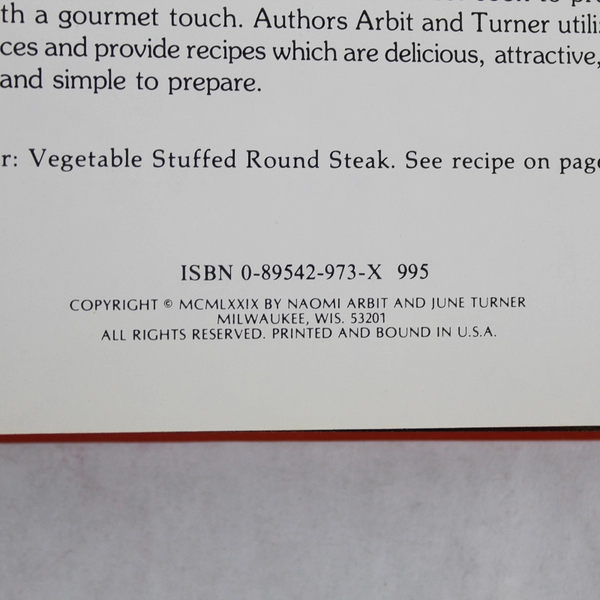 th a gourmet touch. Authors Arbit and Turner
ces and provide recipes which are delicious, attractive,
and simple to prepare.
r: Vegetable Stuffed Round Steak. See recipe on page
ISBN 0-89542-973-X 995
COPYRIGHT © MCMLXXIX BY NAOMI ARBIT AND JUNE TURNER
MILWAUKEE, WIS. 53201
ALL RIGHTS RESERVED. PRINTED AND BOUND IN U.S.A.